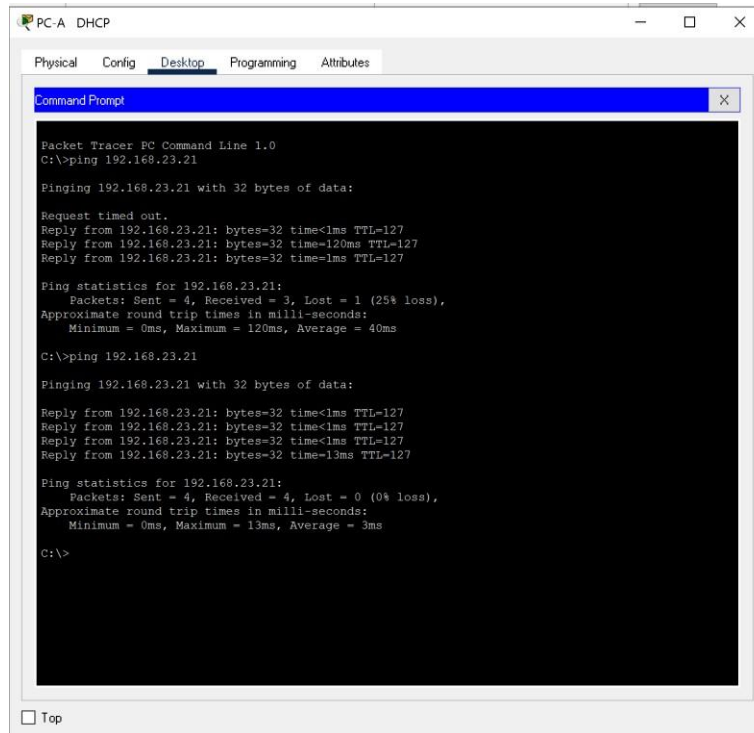 PC-A DHCP
Physical Config Desktop Programming Attributes
Command Prompt
X
Packet Tracer PC Command Line 1.0
C:\>ping 192.168.23.21
Pinging 192.168.23.21 with 32 bytes of data:
Request timed out.
Reply from 192.168.23.21: bytes=32 time<1ms TTL=127
Reply from 192.168.23.21: bytes=32 time=120ms TTL=127
Reply from 192.168.23.21: bytes=32 time=1ms TTL=127
Ping statistics for 192.168.23.21:
Packets: Sent = 4, Received = 3, Lost = 1 (25% loss),
Approximate round trip times in milli-seconds:
Minimum = 0ms, Maximum = 120ms, Average = 40ms
C:\>ping 192.168.23.21
Pinging 192.168.23.21 with 32 bytes of data:
Reply from 192.168.23.21: bytes=32 time<1ms TTL=127
Reply from 192.168.23.21: bytes=32 time<1ms TTL=127
Reply from 192.168.23.21: bytes=32 time<1ms TTL=127
Reply from 192.168.23.21: bytes=32 time=13ms TTL=127
Ping statistics for 192.168.23.21:
Packets: Sent = 4, Received = 4, Lost = 0 (0% loss),
Approximate round trip times in milli-seconds:
Minimum = 0ms, Maximum = 13ms, Average = 3ms
C:\>
Top